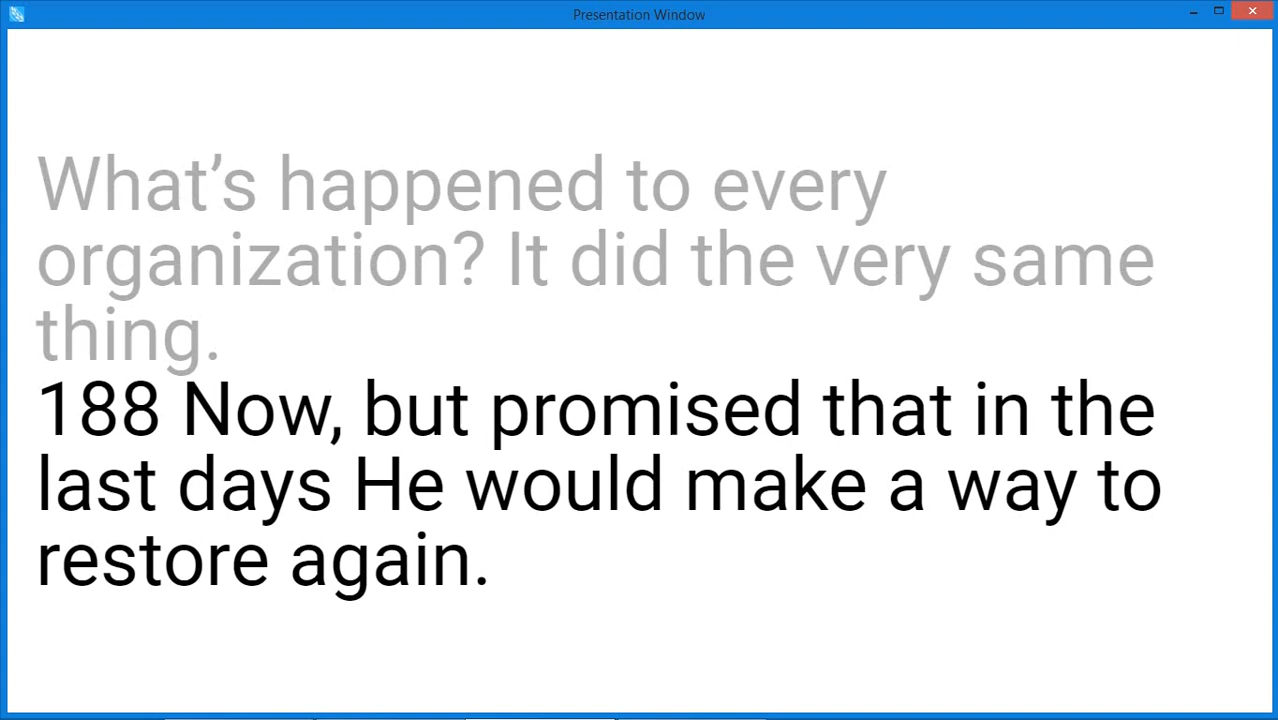 Presentation Window
What’s happened to every
organization? It did the very same
thing.
188 Now, but promised that in the
last days He would make a way to
restore again.